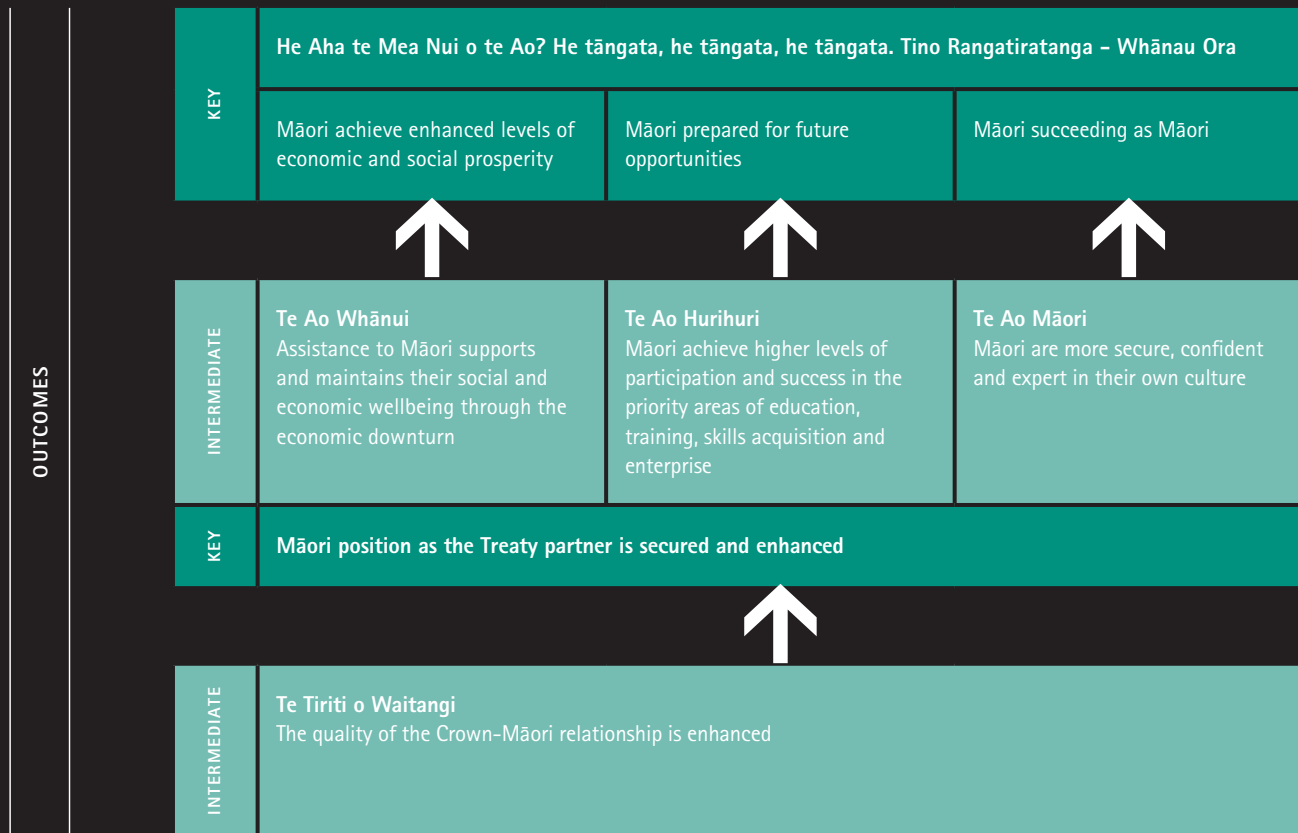 OUTCOMES
KEY
He Aha te Mea Nui o te Ao? He tāngata, he tāngata, he tāngata. Tino Rangatiratanga - Whānau Ora
Māori achieve enhanced levels of
economic and social prosperity
Māori prepared for future
opportunities
Māori succeeding as Māori
INTERMEDIATE
Te Ao Whānui
Assistance to Māori supports
and maintains their social and
economic wellbeing through the
economic downturn
Te Ao Hurihuri
Māori achieve higher levels of
participation and success in the
priority areas of education,
training, skills acquisition and
enterprise
Te Ao Māori
Māori are more secure, confident
and expert in their own culture
KEY
Māori position as the Treaty partner is secured and enhanced
INTERMEDIATE
Te Tiriti o Waitangi
The quality of the Crown-Māori relationship is enhanced